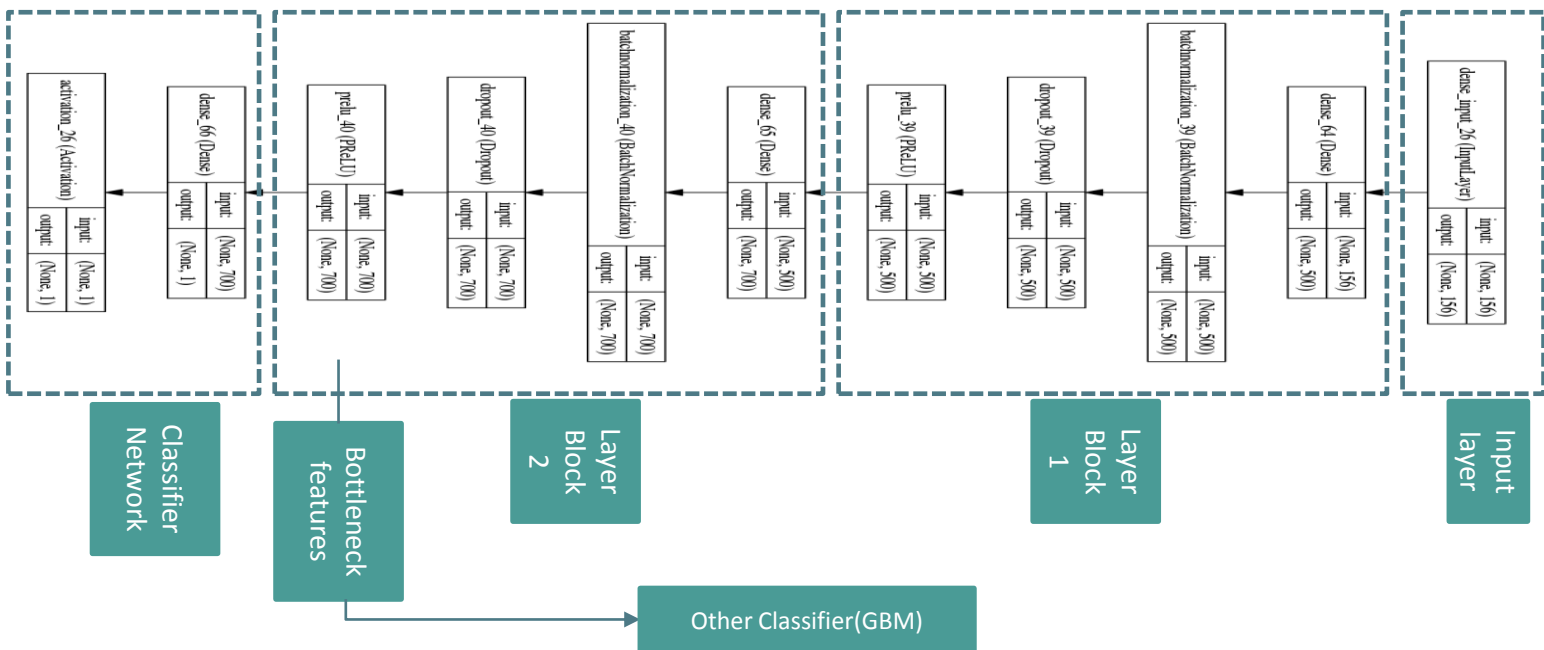 dense_input_26 (InputLayer)
input: (None, 156)
output: (None, 156)
dense_64 (Dense)
input: (None, 156)
output: (None, 500)
batchnormalization_39 (BatchNormalization)
input: (None, 500)
output: (None, 500)
dropout_39 (Dropout)
input: (None, 500)
output: (None, 500)
prelu_39 (PReLU)
input: (None, 500)
output: (None, 500)
dense_65 (Dense)
input: (None, 500)
output: (None, 700)
batchnormalization_40 (BatchNormalization)
input: (None, 700)
output: (None, 700)
dropout_40 (Dropout)
input: (None, 700)
output: (None, 700)
prelu_40 (PReLU)
input: (None, 700)
output: (None, 700)
dense_66 (Dense)
input: (None, 700)
output: (None, 1)
activation_26 (Activation)
input: (None, 1)
output: (None, 1)
Input
layer
Layer
Block
1
Layer
Block
2
Bottleneck
features
Classifier
Network
Other Classifier(GBM)